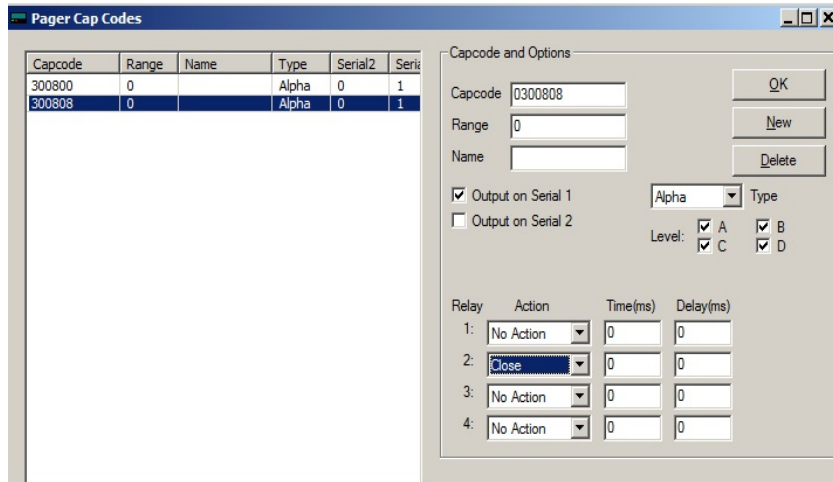 Pager Cap Codes
Capcode Range Name Type Serial2 Seria
300800 0 Alpha 0 1
300808 0 Alpha 0 1
Capcode and Options
Capcode 0300808
Range 0
Name
OK
New
Delete
Output on Serial 1
Output on Serial 2
Alpha Type
Level: A B
C D
Relay Action Time(ms) Delay(ms)
1: No Action 0 0
2: Close 0 0
3: No Action 0 0
4: No Action 0 0